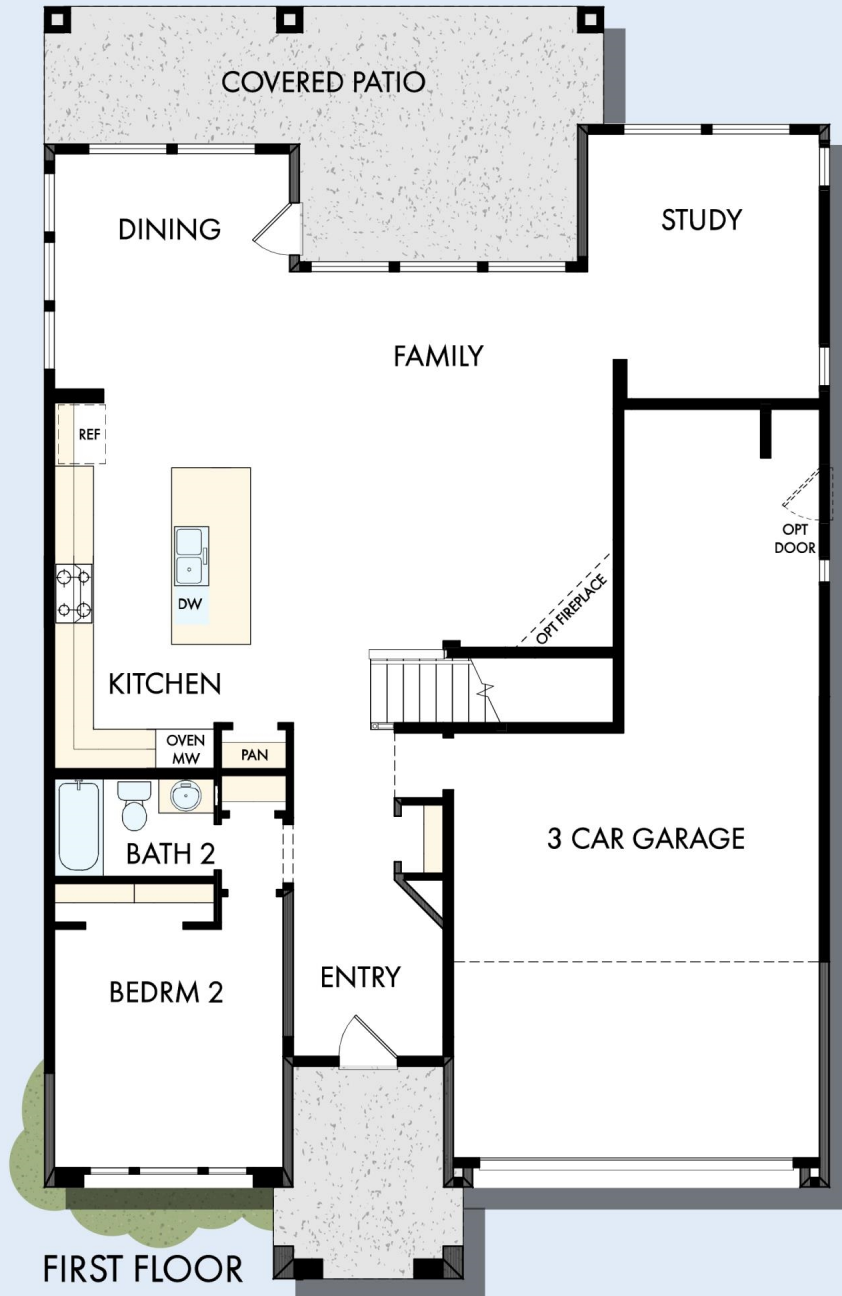 COVERED PATIO
DINING
STUDY
FAMILY
REF
OPT
DOOR
DW
OPT FIREPLACE
KITCHEN
OVEN
MW
PAN
BATH 2
3 CAR GARAGE
BEDRM 2
ENTRY
FIRST FLOOR